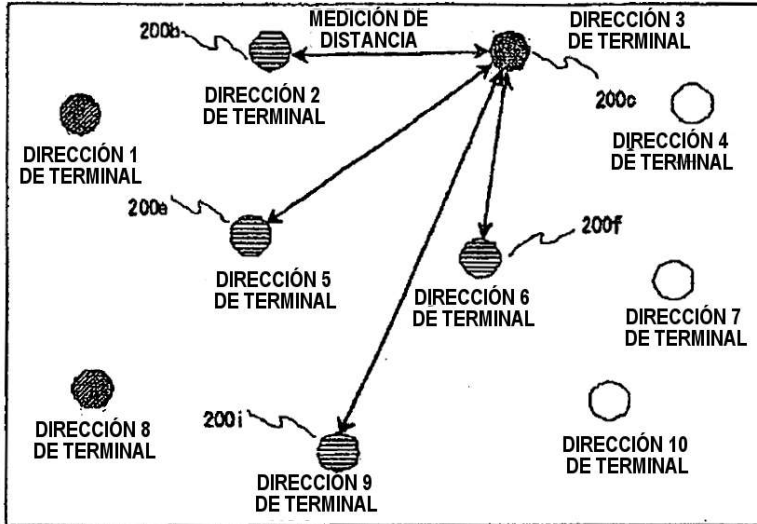 200b
MEDICIÓN DE
DISTANCIA
DIRECCIÓN 3
DE TERMINAL
200c
DIRECCIÓN 2
DE TERMINAL
DIRECCIÓN 1
DE TERMINAL
DIRECCIÓN 4
DE TERMINAL
200e
200f
DIRECCIÓN 5
DE TERMINAL
DIRECCIÓN 6
DE TERMINAL
DIRECCIÓN 7
DE TERMINAL
200i
DIRECCIÓN 8
DE TERMINAL
DIRECCIÓN 9
DE TERMINAL
DIRECCIÓN 10
DE TERMINAL